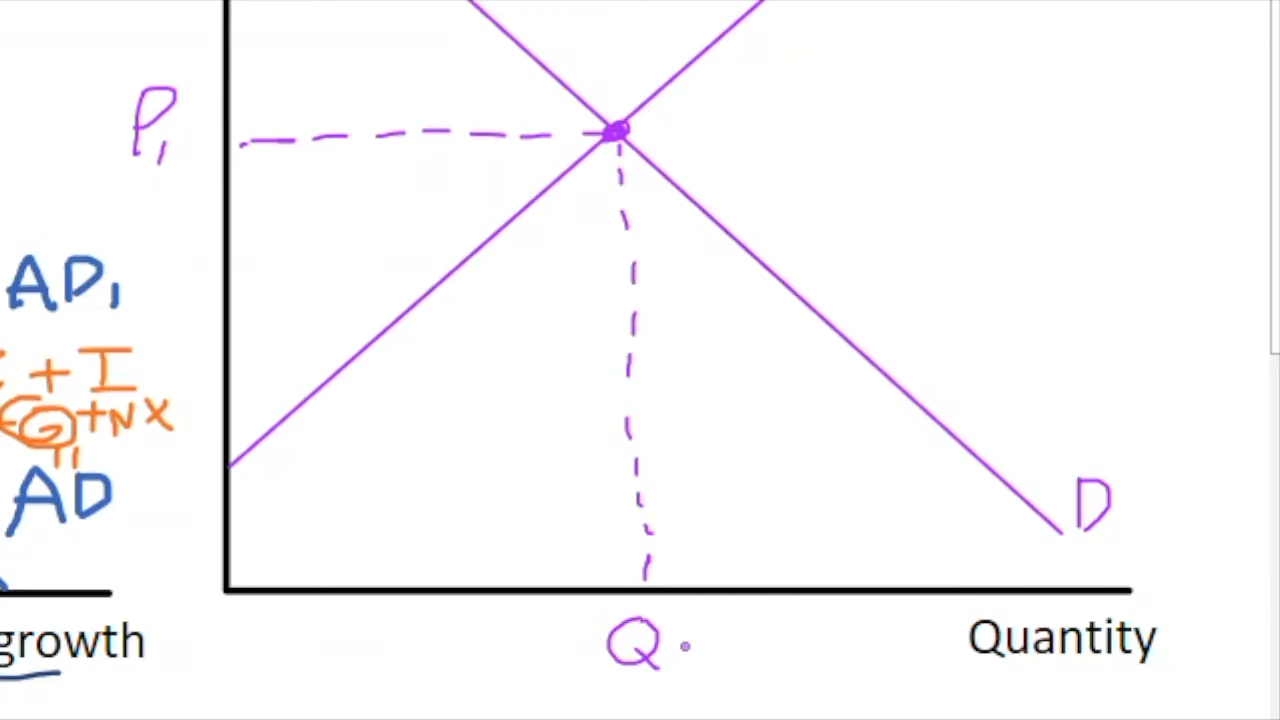 P1
AD1
+ I
G + NX
AD
D
growth
Q
Quantity